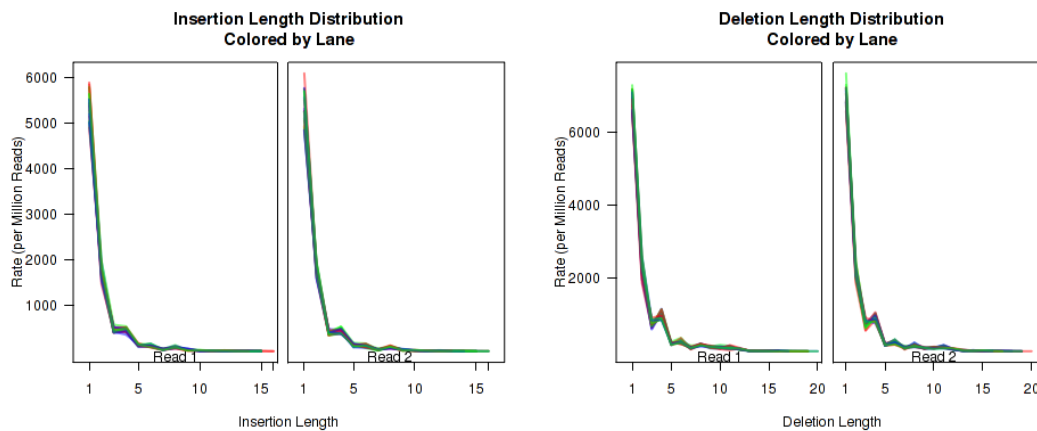 Insertion Length Distribution
Colored by Lane
Rate (per Million Reads)
6000
5000
4000
3000
2000
1000
Read 1
Read 2
1 5 10 15
1 5 10 15
Insertion Length
Deletion Length Distribution
Colored by Lane
Rate (per Million Reads)
6000
4000
2000
Read 1
Read 2
1 5 10 15 20
1 5 10 15 20
Deletion Length